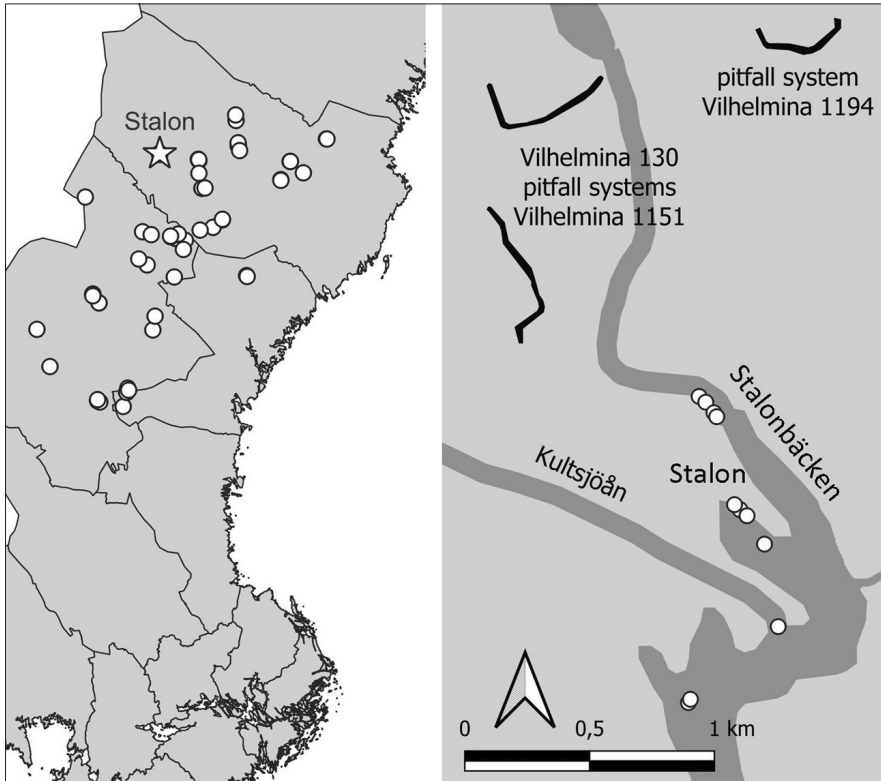 Stalon
pitfall system
Vilhelmina 1194
Vilhelmina 130
pitfall systems
Vilhelmina 1151
Stalonbäcken
Kultsjöån
Stalon
0 0,5 1 km